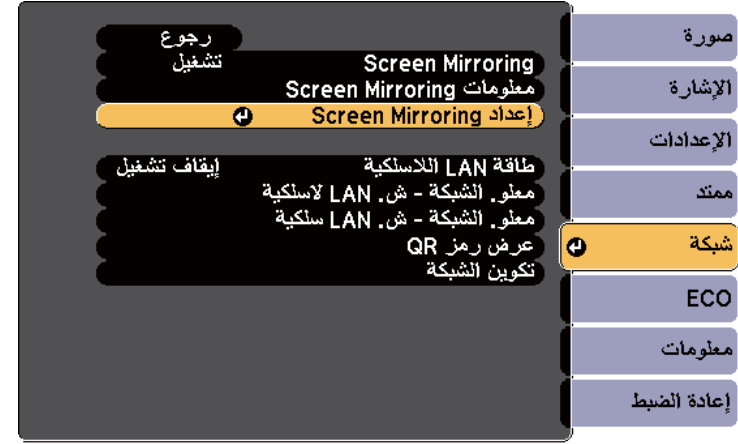 صورة
الإشارة
الإعدادات
ممتد
شبكة
ECO
معلومات
إعادة الضبط
رجوع
Screen Mirroring تشغيل
معلومات Screen Mirroring
إعداد Screen Mirroring
طاقة LAN اللاسلكية إيقاف تشغيل
معلو. الشبكة - ش. LAN لاسلكية
معلو. الشبكة - ش. LAN سلكية
عرض رمز QR
تكوين الشبكة